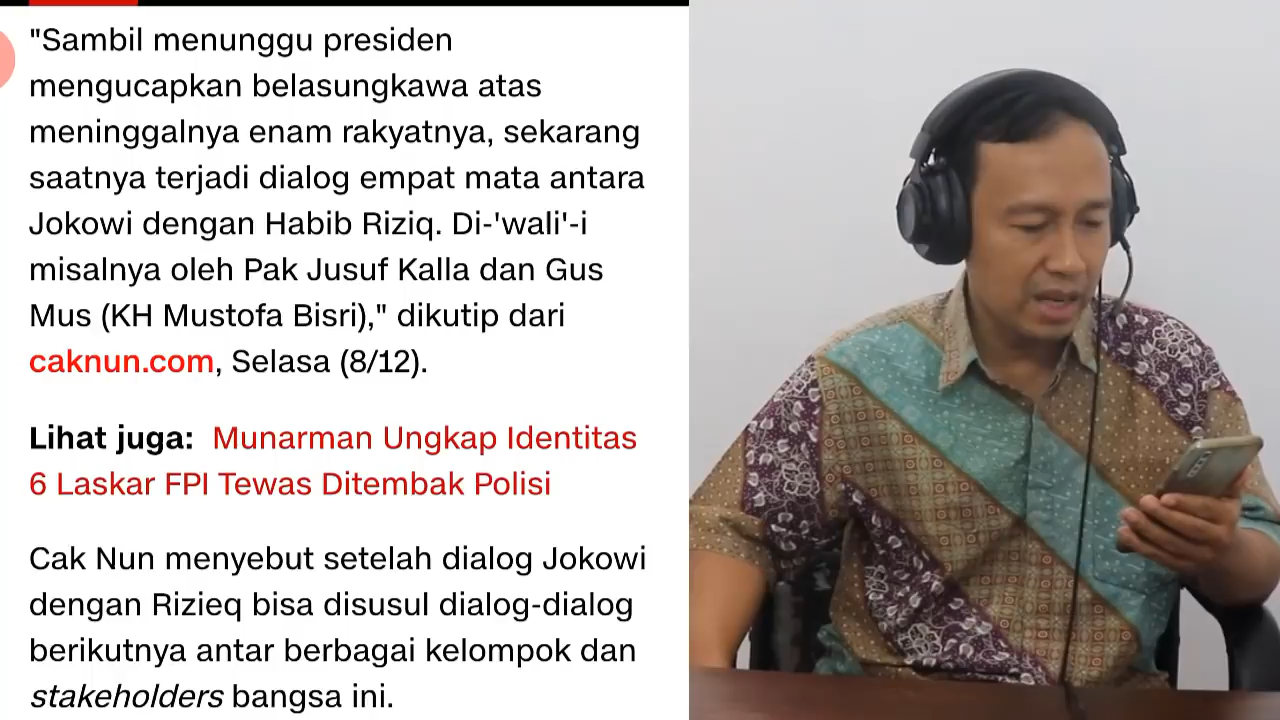 "Sambil menunggu presiden
mengucapkan belasungkawa atas
meninggalnya enam rakyatnya, sekarang
saatnya terjadi dialog empat mata antara
Jokowi dengan Habib Riziq. Di-'wali'-i
misalnya oleh Pak Jusuf Kalla dan Gus
Mus (KH Mustofa Bisri)," dikutip dari
caknun.com, Selasa (8/12).
Lihat juga: Munarman Ungkap Identitas
6 Laskar FPI Tewas Ditembak Polisi
Cak Nun menyebut setelah dialog Jokowi
dengan Rizieq bisa disusul dialog-dialog
berikutnya antar berbagai kelompok dan
stakeholders bangsa ini.